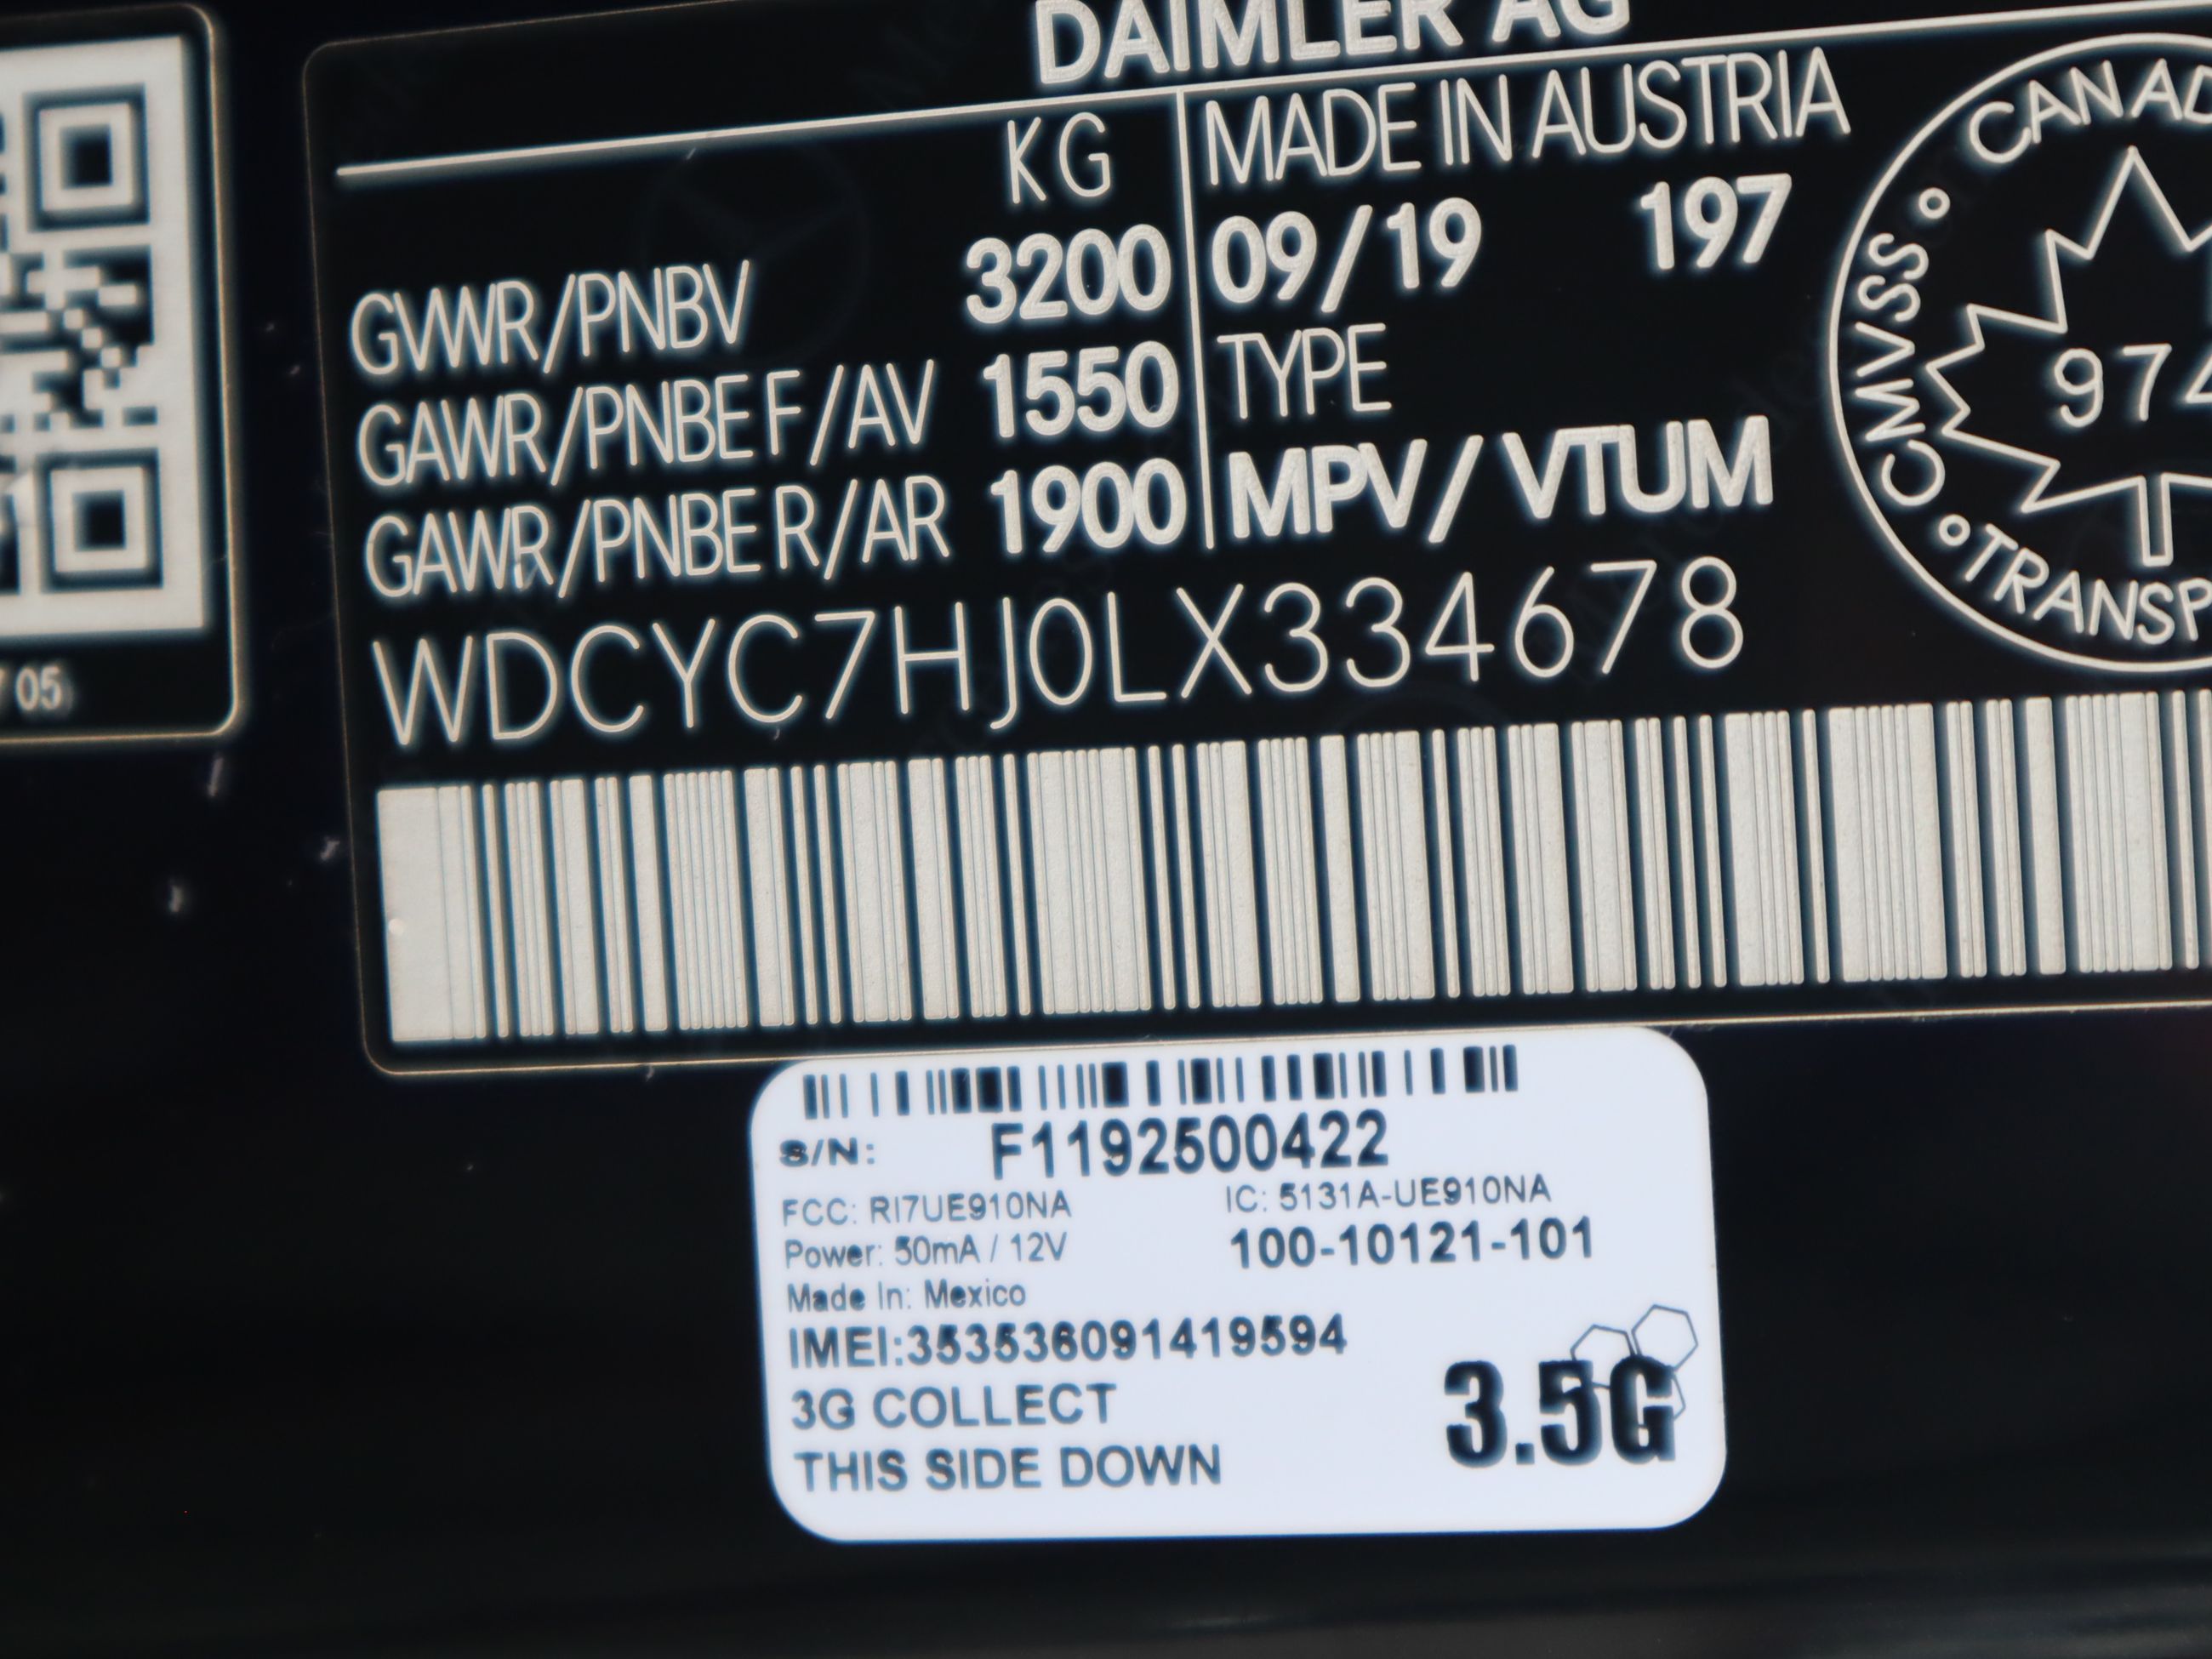 DAIMLER AG
KG
MADE IN AUSTRIA
GVWR/PNBV 3200
09/19 197
GAWR/PNBE F/AV 1550
TYPE
GAWR/PNBE R/AR 1900
MPV/VTUM
WDCYC7HJ0LX334678
CMVSS
CANAD
TRANSP
974
05
S/N: F1192500422
FCC: RI7UE910NA IC: 5131A-UE910NA
Power: 50mA / 12V 100-10121-101
Made In: Mexico
IMEI:353536091419594
3G COLLECT
3.5G
THIS SIDE DOWN